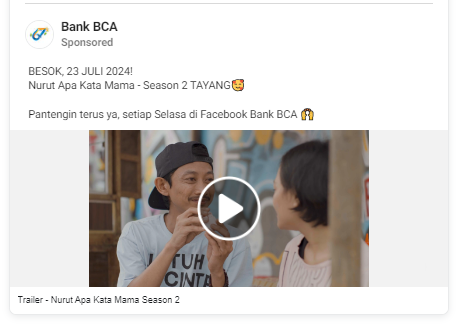 Bank BCA
Sponsored
BESOK, 23 JULI 2024!
Nurut Apa Kata Mama - Season 2 TAYANG🥰
Pantengin terus ya, setiap Selasa di Facebook Bank BCA 🙌
JATUH
CINTA
Trailer - Nurut Apa Kata Mama Season 2